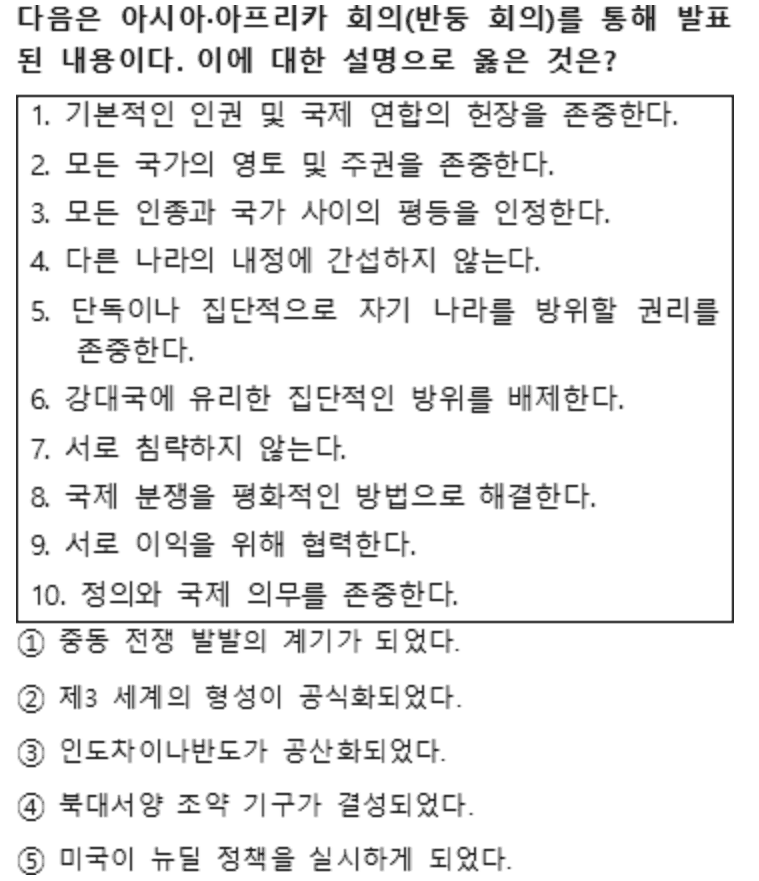 다음은 아시아·아프리카 회의(반둥 회의)를 통해 발표
된 내용이다. 이에 대한 설명으로 옳은 것은?
1. 기본적인 인권 및 국제 연합의 헌장을 존중한다.
2. 모든 국가의 영토 및 주권을 존중한다.
3. 모든 인종과 국가 사이의 평등을 인정한다.
4. 다른 나라의 내정에 간섭하지 않는다.
5. 단독이나 집단적으로 자기 나라를 방위할 권리를
존중한다.
6. 강대국에 유리한 집단적인 방위를 배제한다.
7. 서로 침략하지 않는다.
8. 국제 분쟁을 평화적인 방법으로 해결한다.
9. 서로 이익을 위해 협력한다.
10. 정의와 국제 의무를 존중한다.
① 중동 전쟁 발발의 계기가 되었다.
② 제3 세계의 형성이 공식화되었다.
③ 인도차이나반도가 공산화되었다.
④ 북대서양 조약 기구가 결성되었다.
⑤ 미국이 뉴딜 정책을 실시하게 되었다.